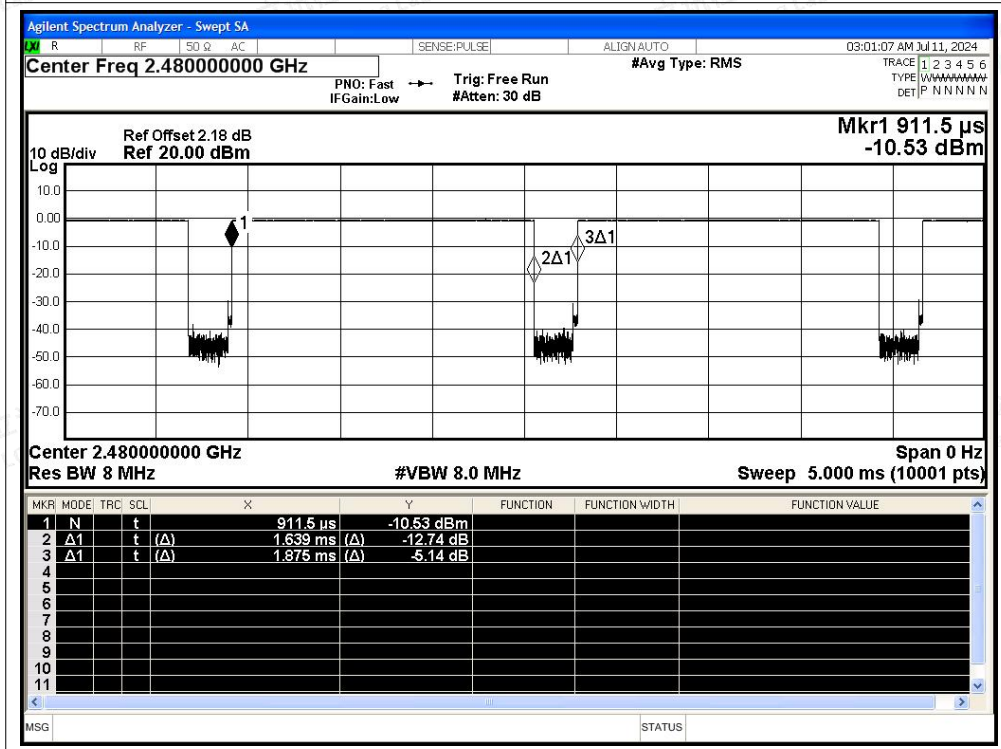 Agilent Spectrum Analyzer - Swept SA
LXI R RF 50 Ω AC SENSE:PULSE ALIGN AUTO 03:01:07 AM Jul 11, 2024
Center Freq 2.480000000 GHz #Avg Type: RMS TRACE 1 2 3 4 5 6
PNO: Fast Trig: Free Run TYPE WWWWWW
IFGain:Low #Atten: 30 dB DET P N N N N N
Mkr1 911.5 µs
Ref Offset 2.18 dB
10 dB/div Ref 20.00 dBm -10.53 dBm
Log
10.0
0.00
1
3Δ1
-10.0
2Δ1
-20.0
-30.0
-40.0
-50.0
-60.0
-70.0
Center 2.480000000 GHz Span 0 Hz
Res BW 8 MHz #VBW 8.0 MHz Sweep 5.000 ms (10001 pts)
MKR MODE TRC SCL X Y FUNCTION FUNCTION WIDTH FUNCTION VALUE
1 N t 911.5 µs -10.53 dBm
2 Δ1 t (Δ) 1.639 ms (Δ) -12.74 dB
3 Δ1 t (Δ) 1.875 ms (Δ) -5.14 dB
4
5
6
7
8
9
10
11
MSG STATUS